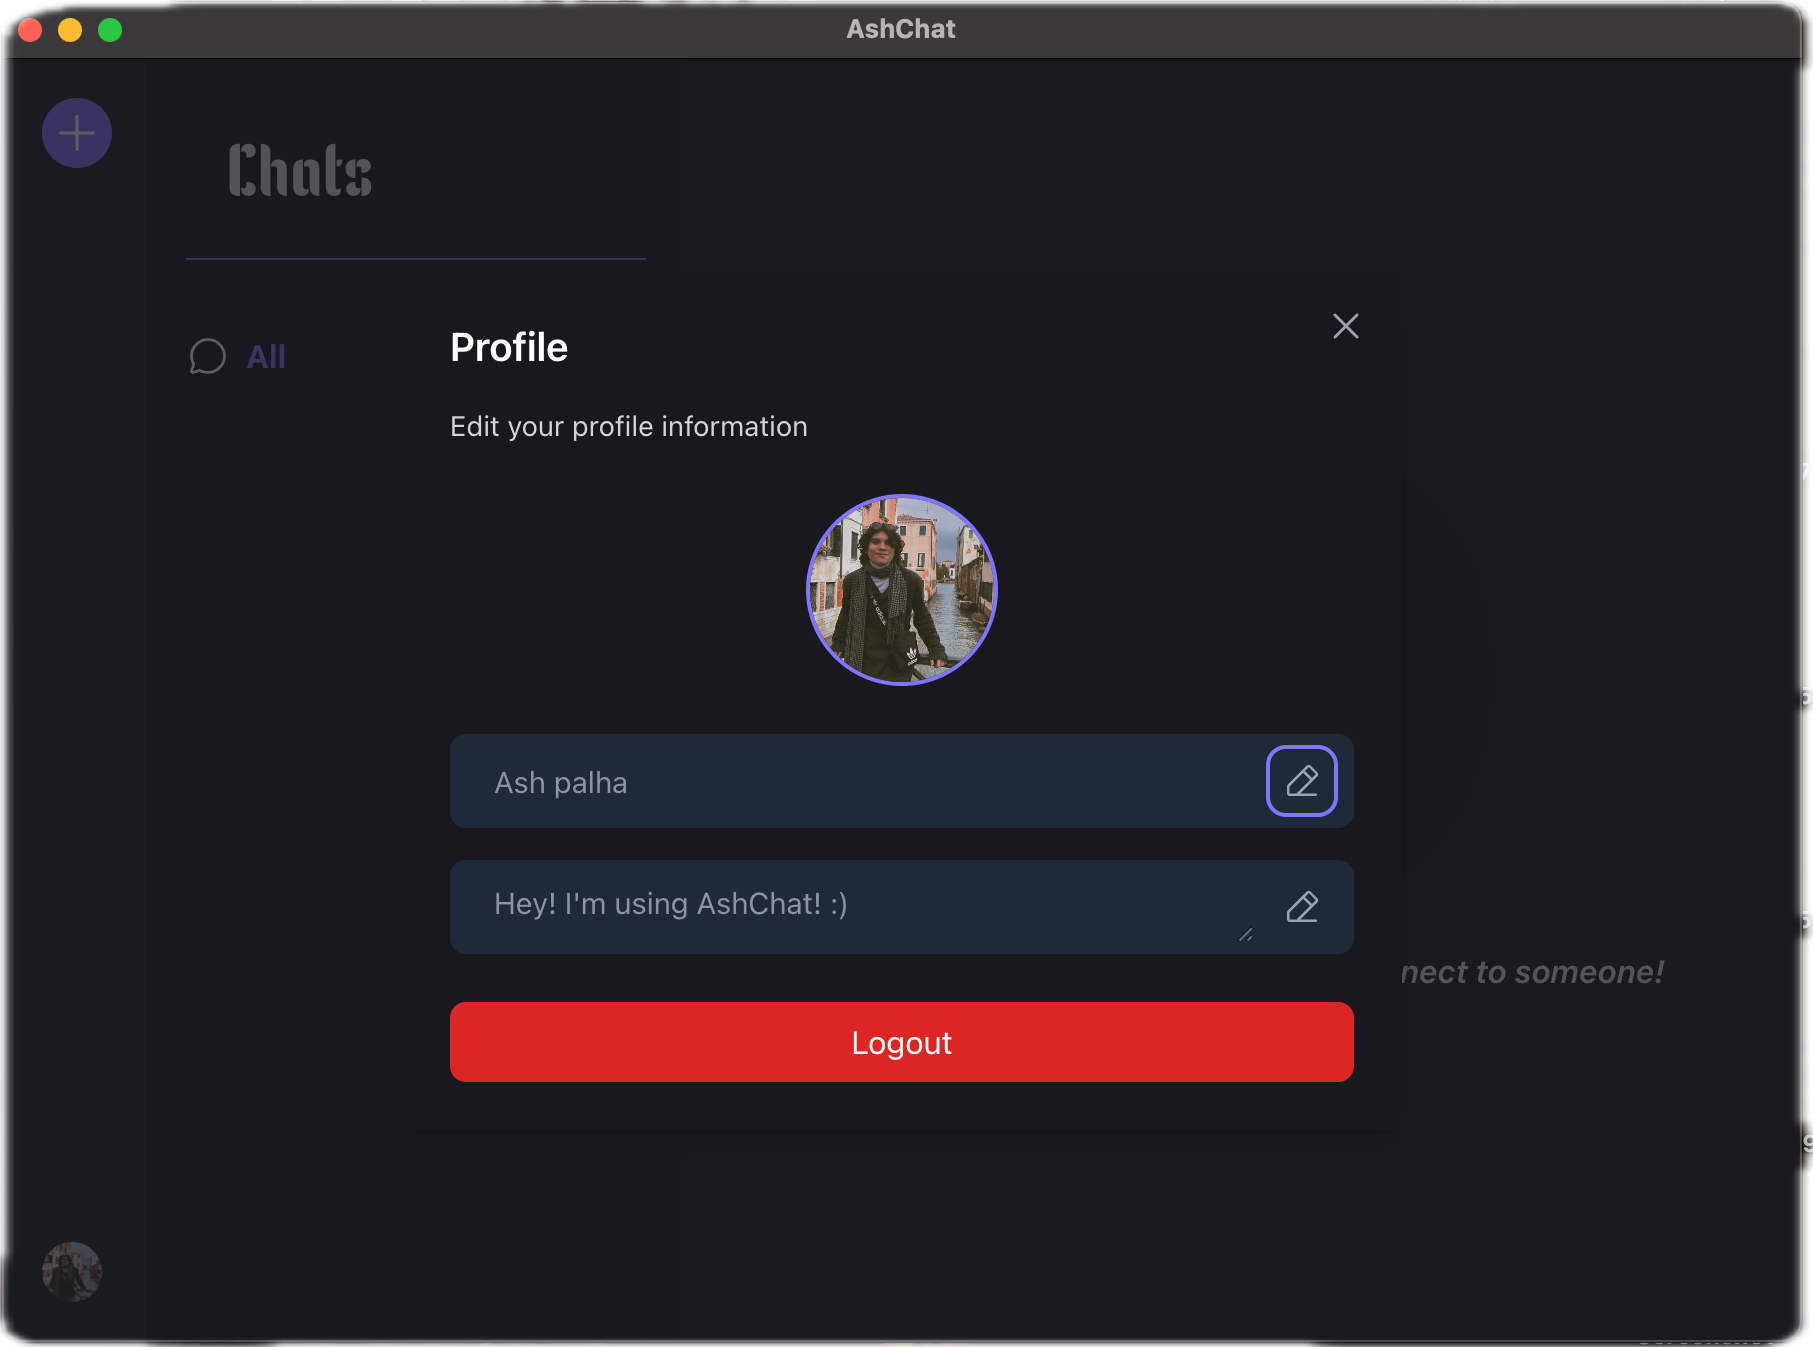 AshChat
Chats
All
Profile
Edit your profile information
Ash palha
Hey! I'm using AshChat! :)
nect to someone!
Logout